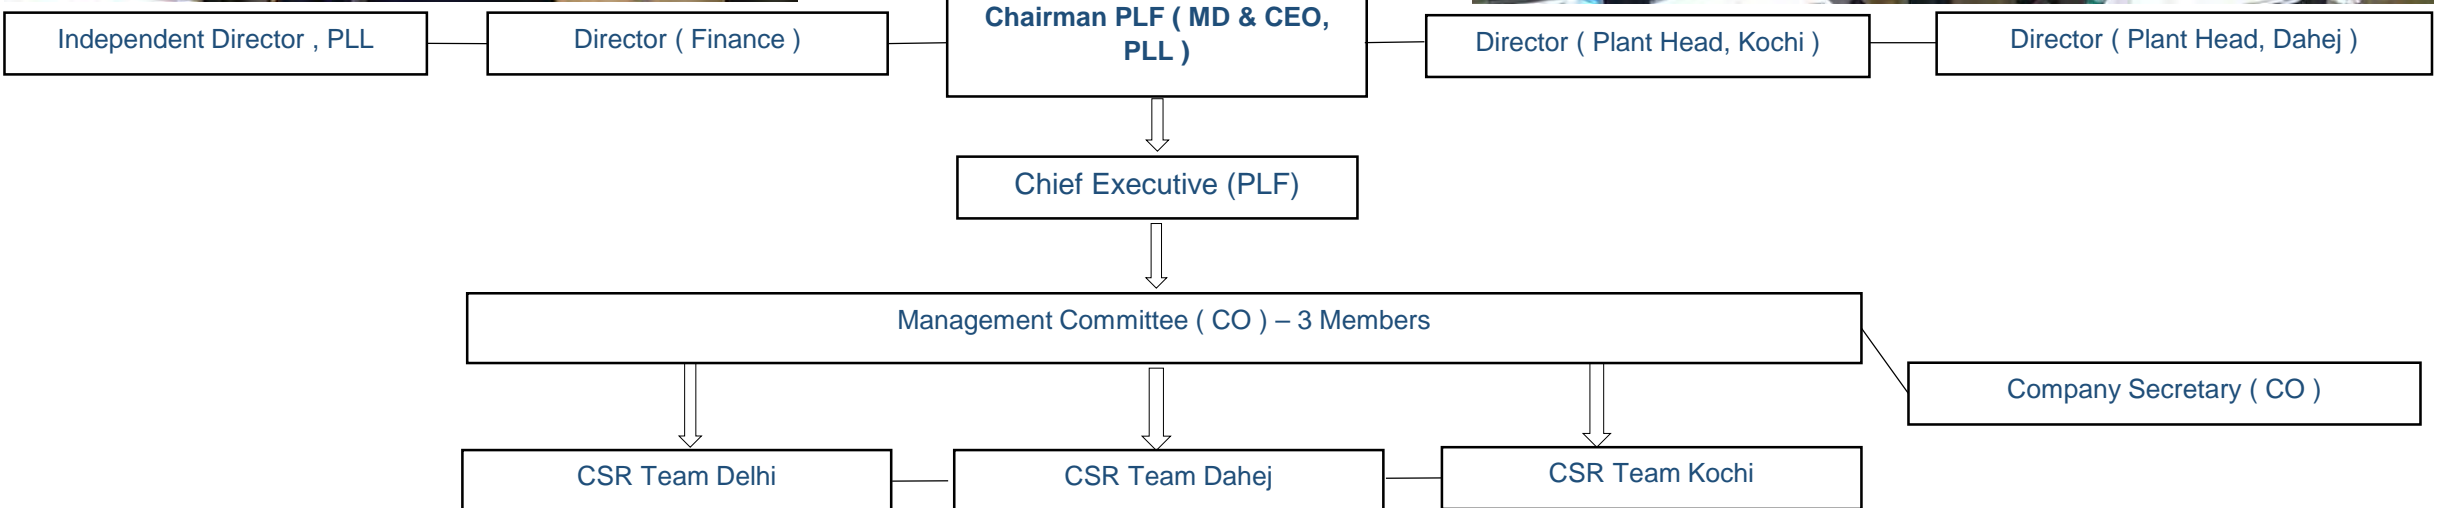 Independent Director , PLL
Director ( Finance )
Chairman PLF ( MD & CEO,
PLL )
Director ( Plant Head, Kochi )
Director ( Plant Head, Dahej )
Chief Executive (PLF)
Management Committee ( CO ) – 3 Members
Company Secretary ( CO )
CSR Team Delhi
CSR Team Dahej
CSR Team Kochi